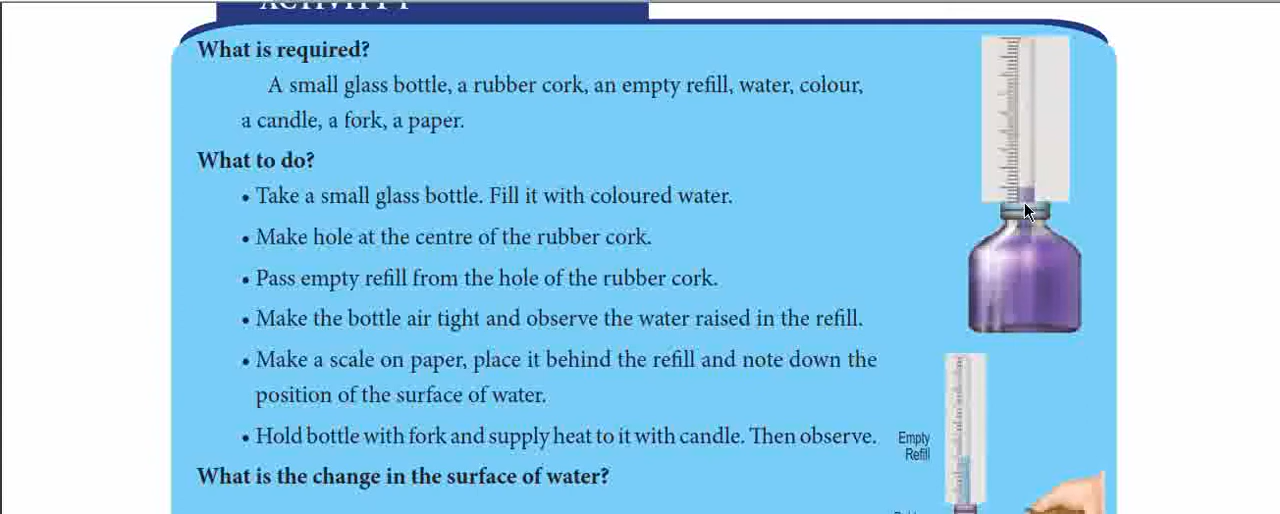 ACTIVITY 1
What is required?
A small glass bottle, a rubber cork, an empty refill, water, colour,
a candle, a fork, a paper.
What to do?
• Take a small glass bottle. Fill it with coloured water.
• Make hole at the centre of the rubber cork.
• Pass empty refill from the hole of the rubber cork.
• Make the bottle air tight and observe the water raised in the refill.
• Make a scale on paper, place it behind the refill and note down the
position of the surface of water.
• Hold bottle with fork and supply heat to it with candle. Then observe.
Empty
Refill
What is the change in the surface of water?